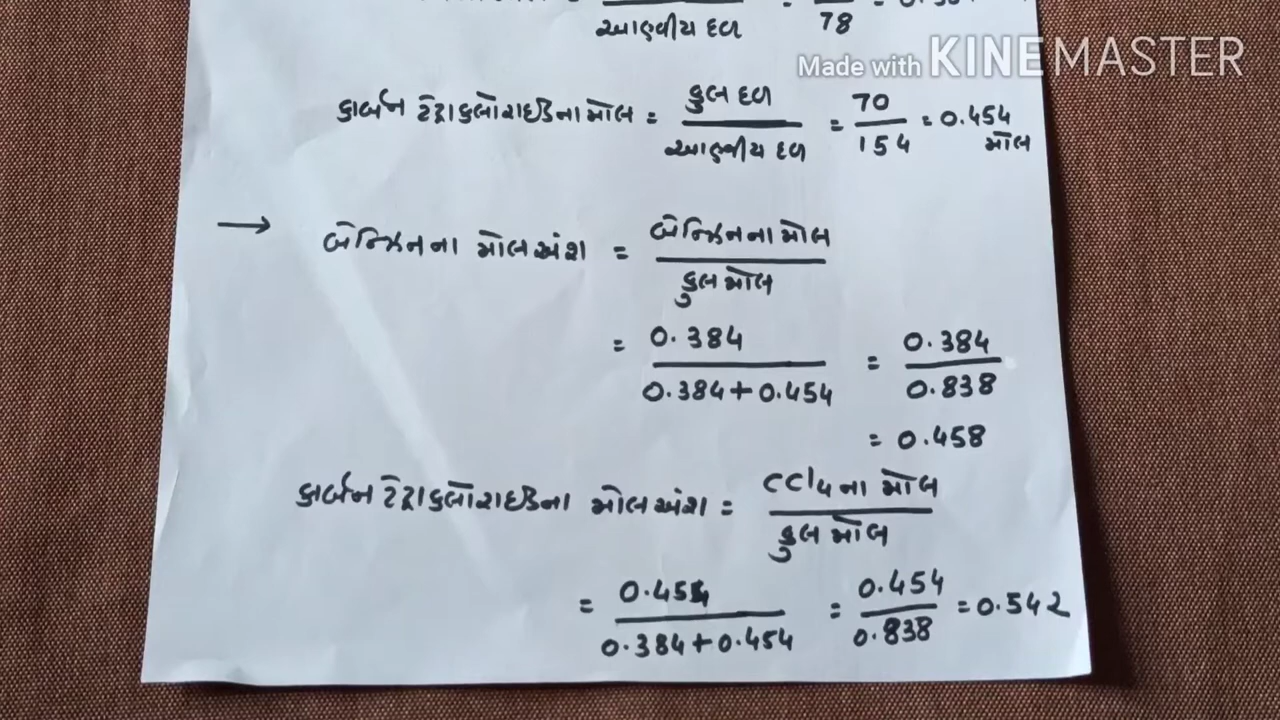 આણ્વીય દળ 78
Made with KINEMASTER
કાર્બન ટેટ્રાક્લોરાઇડના મોલ = કુલ દળ / આણ્વીય દળ = 70 / 154 = 0.454 મોલ
→ બેન્ઝિનના મોલઅંશ = બેન્ઝિનના મોલ / કુલ મોલ
= 0.384 / 0.384 + 0.454 = 0.384 / 0.838
= 0.458
કાર્બન ટેટ્રાક્લોરાઇડના મોલઅંશ = CCl4 ના મોલ / કુલ મોલ
= 0.454 / 0.384 + 0.454 = 0.454 / 0.838 = 0.542